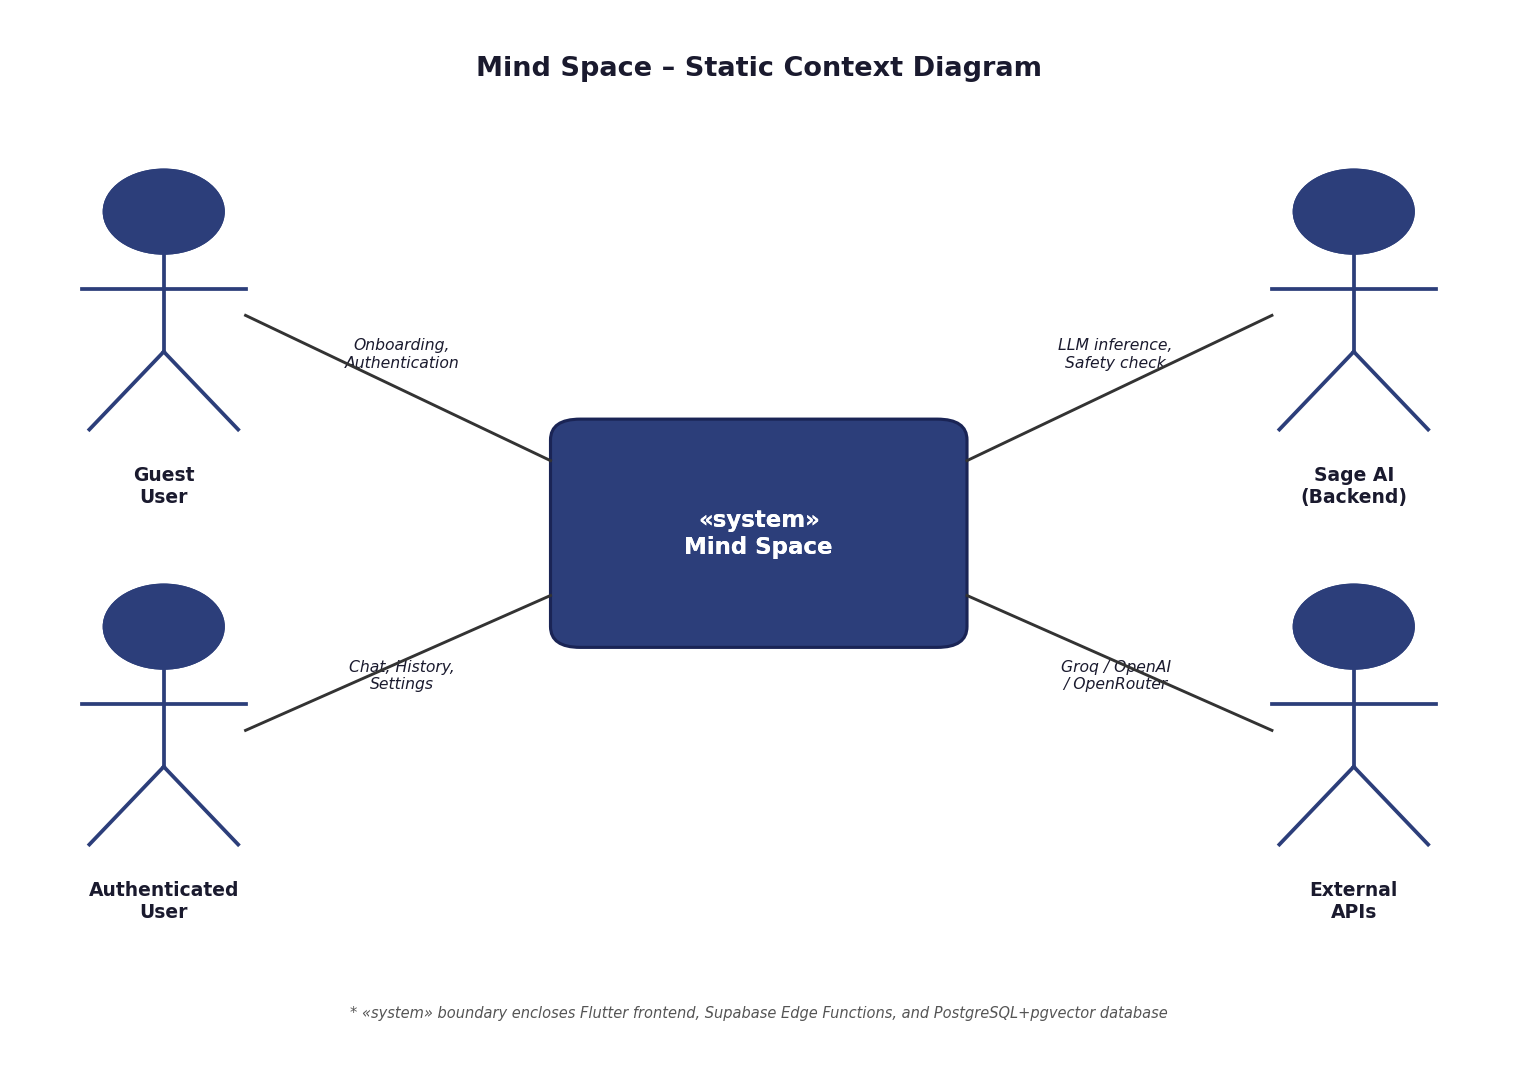 Mind Space – Static Context Diagram
Onboarding,
Authentication
LLM inference,
Safety check
Guest
User
Sage AI
(Backend)
«system»
Mind Space
Chat, History,
Settings
Groq / OpenAI
/ OpenRouter
Authenticated
User
External
APIs
* «system» boundary encloses Flutter frontend, Supabase Edge Functions, and PostgreSQL+pgvector database